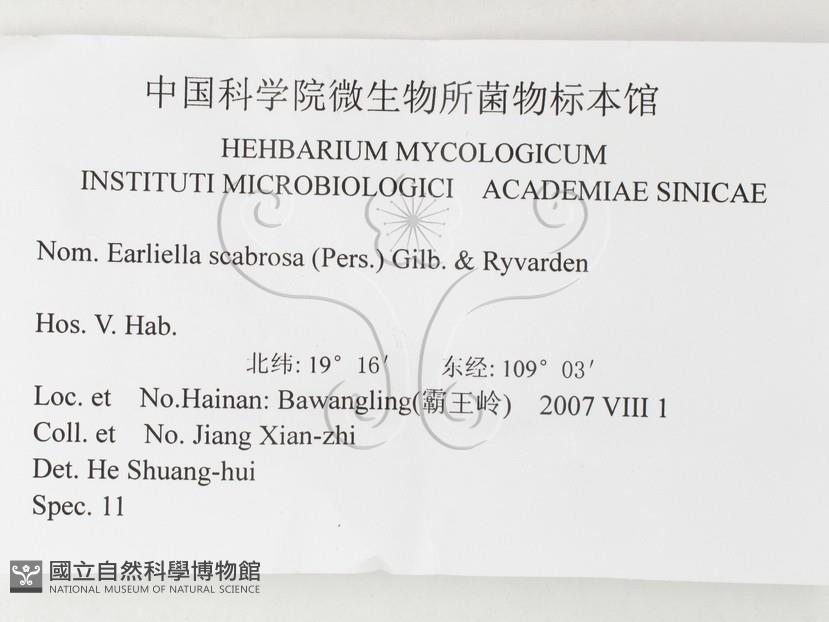 中国科学院微生物所菌物标本馆
HEHBARIUM MYCOLOGICUM
INSTITUTI MICROBIOLOGICI ACADEMIAE SINICAE
Nom. Earliella scabrosa (Pers.) Gilb. & Ryvarden
Hos. V. Hab.
北纬: 19° 16′ 东经: 109° 03′
Loc. et No.Hainan: Bawangling(霸王岭) 2007 VIII 1
Coll. et No. Jiang Xian-zhi
Det. He Shuang-hui
Spec. 11
國立自然科學博物館
NATIONAL MUSEUM OF NATURAL SCIENCE